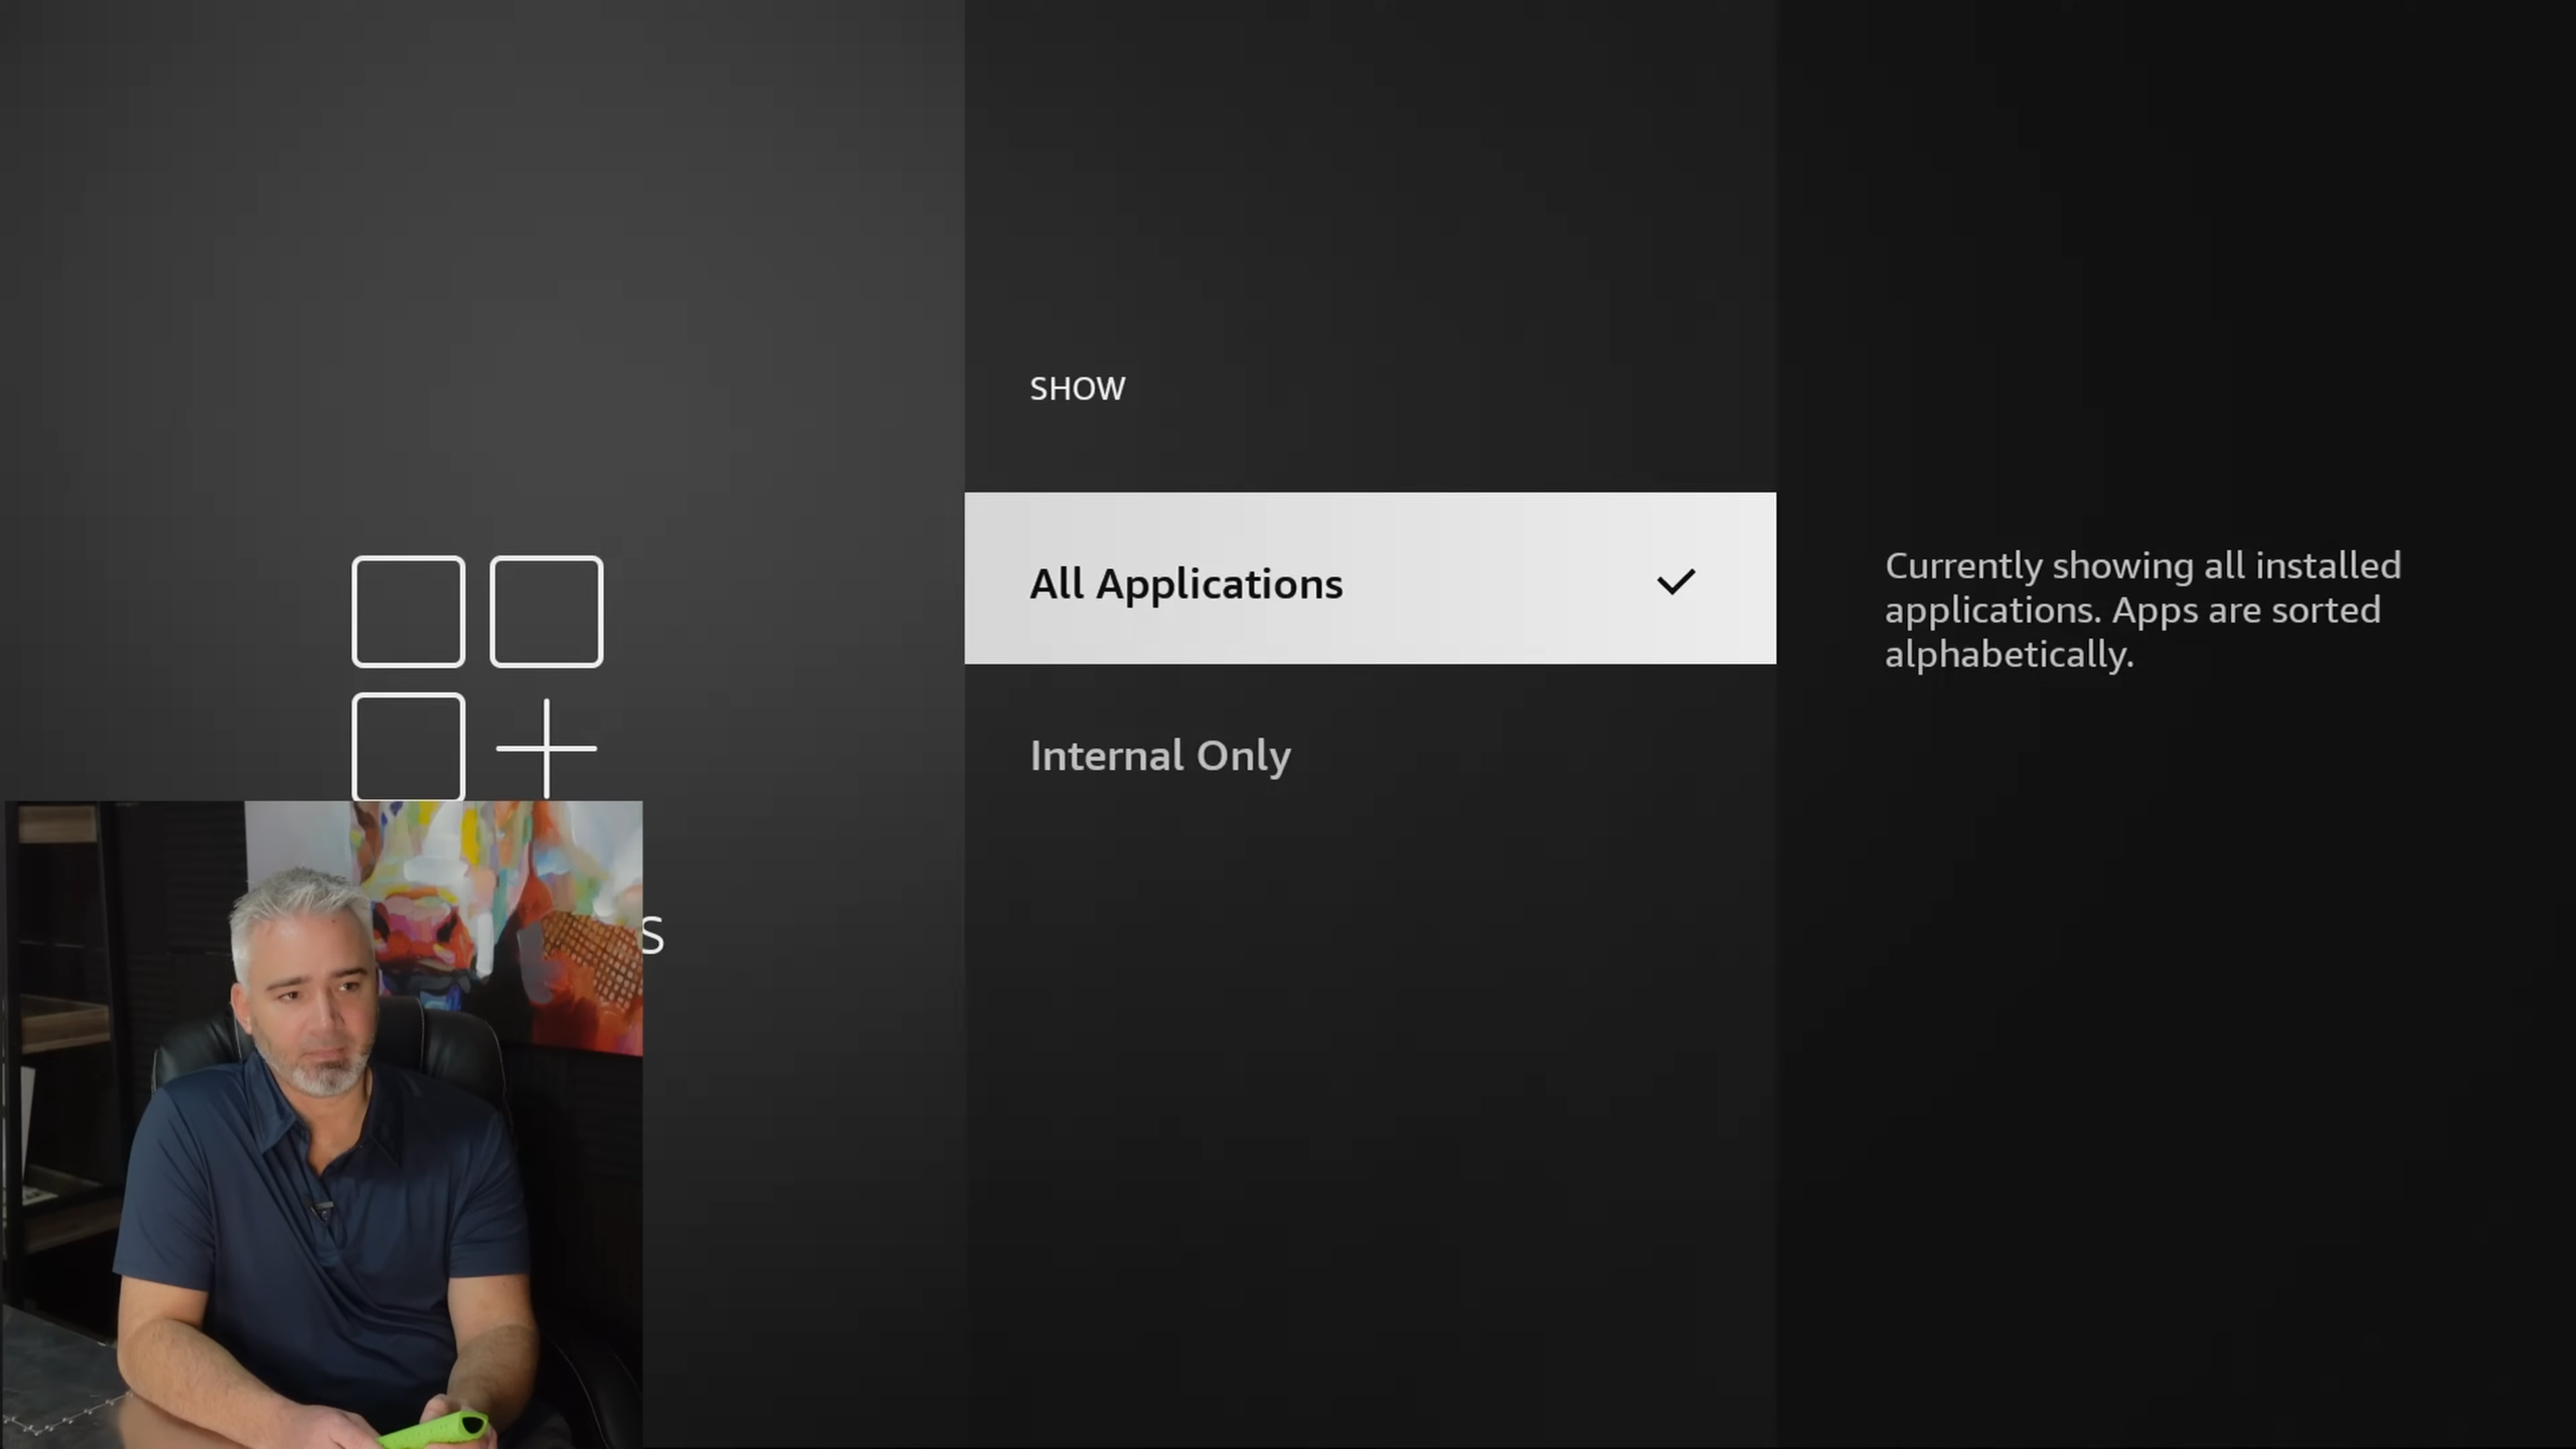 SHOW
All Applications
Currently showing all installed
applications. Apps are sorted
alphabetically.
Internal Only